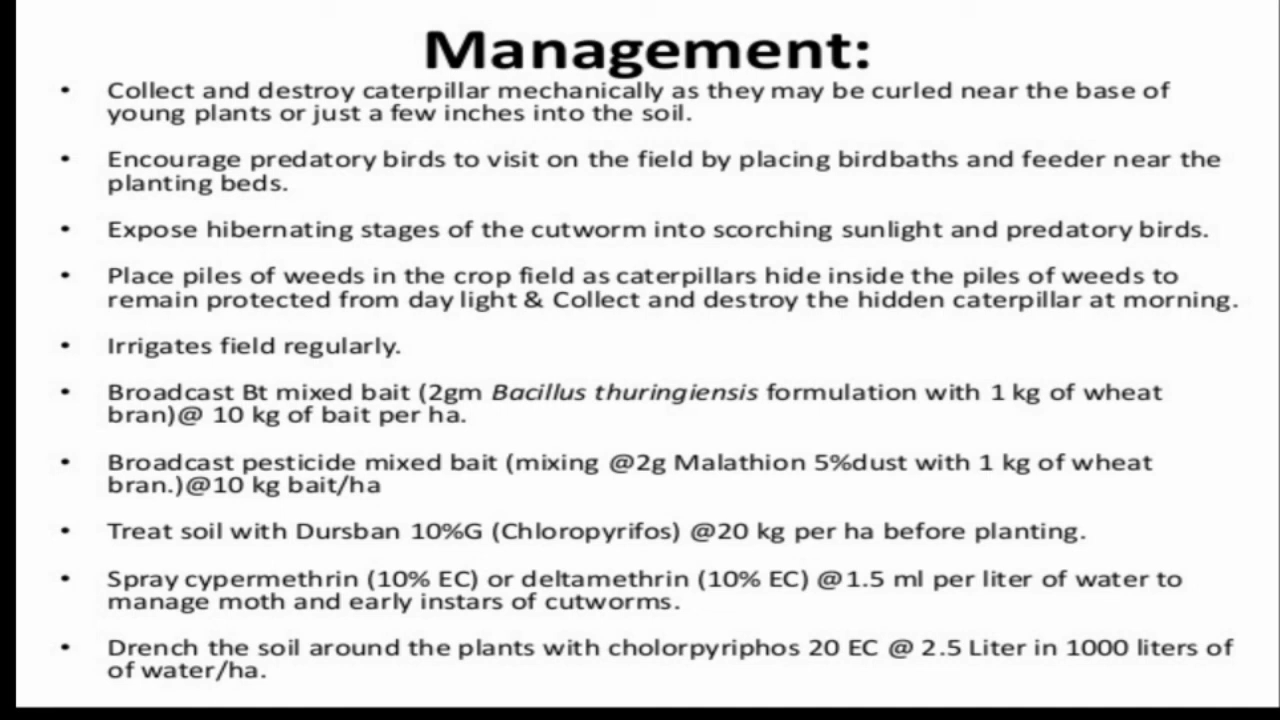 Management:
• Collect and destroy caterpillar mechanically as they may be curled near the base of
young plants or just a few inches into the soil.
• Encourage predatory birds to visit on the field by placing birdbaths and feeder near the
planting beds.
• Expose hibernating stages of the cutworm into scorching sunlight and predatory birds.
• Place piles of weeds in the crop field as caterpillars hide inside the piles of weeds to
remain protected from day light & Collect and destroy the hidden caterpillar at morning.
• Irrigates field regularly.
• Broadcast Bt mixed bait (2gm Bacillus thuringiensis formulation with 1 kg of wheat
bran)@ 10 kg of bait per ha.
• Broadcast pesticide mixed bait (mixing @2g Malathion 5%dust with 1 kg of wheat
bran.)@10 kg bait/ha
• Treat soil with Dursban 10%G (Chloropyrifos) @20 kg per ha before planting.
• Spray cypermethrin (10% EC) or deltamethrin (10% EC) @1.5 ml per liter of water to
manage moth and early instars of cutworms.
• Drench the soil around the plants with cholorpyriphos 20 EC @ 2.5 Liter in 1000 liters of
of water/ha.